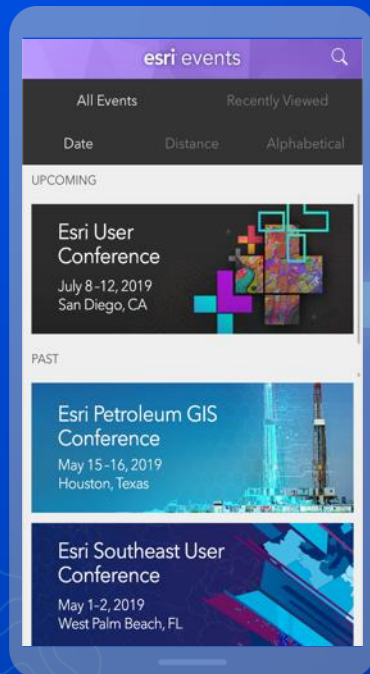 esri events
All Events Recently Viewed
Date Distance Alphabetical
UPCOMING
Esri User
Conference
July 8-12, 2019
San Diego, CA
PAST
Esri Petroleum GIS
Conference
May 15-16, 2019
Houston, Texas
Esri Southeast User
Conference
May 1-2, 2019
West Palm Beach, FL